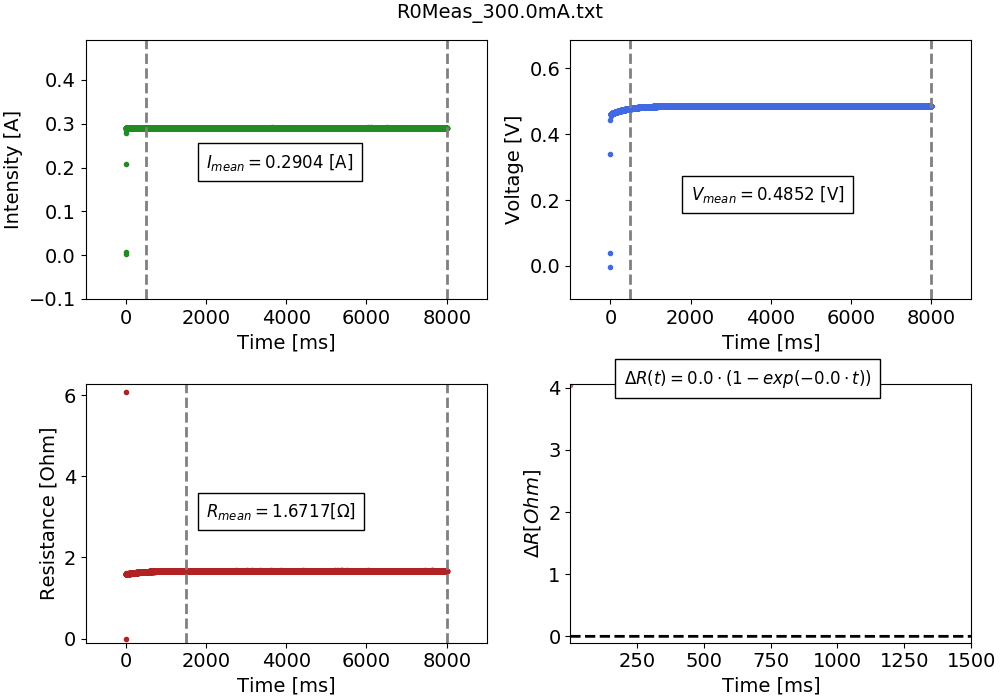 R0Meas_300.0mA.txt
Intensity [A]
0.4
0.3
0.2
0.1
0.0
−0.1
I_mean = 0.2904 [A]
0 2000 4000 6000 8000
Time [ms]
Voltage [V]
0.6
0.4
0.2
0.0
V_mean = 0.4852 [V]
0 2000 4000 6000 8000
Time [ms]
Resistance [Ohm]
6
4
2
0
R_mean = 1.6717[Ω]
0 2000 4000 6000 8000
Time [ms]
ΔR(t) = 0.0 · (1 − exp(−0.0 · t))
ΔR[Ohm]
4
3
2
1
0
250 500 750 1000 1250 1500
Time [ms]